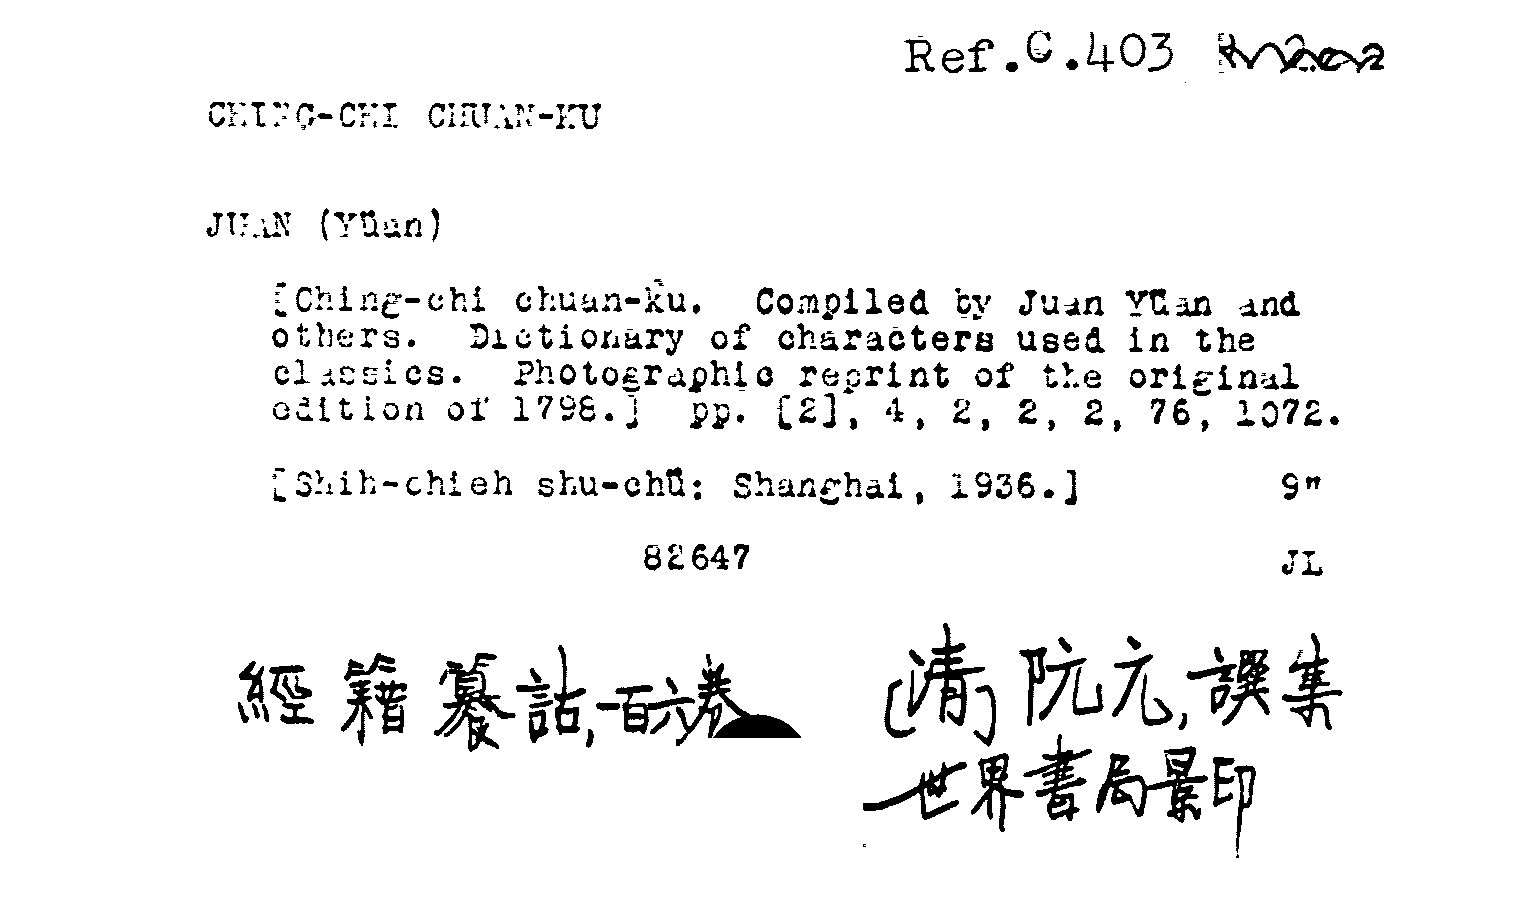 Ref.C.403
CHING-CHI CHUAN-KU
JUAN (Yüan)
[Ching-chi chuan-ku. Compiled by Juan Yüan and
others. Dictionary of characters used in the
classics. Photographic reprint of the original
edition of 1798.] pp. [2], 4, 2, 2, 2, 76, 1072.
[Shih-chieh shu-chü: Shanghai, 1936.] 9"
82647 JL
經籍籑詁,一百六卷 [清]阮元,譔集
世界書局景印